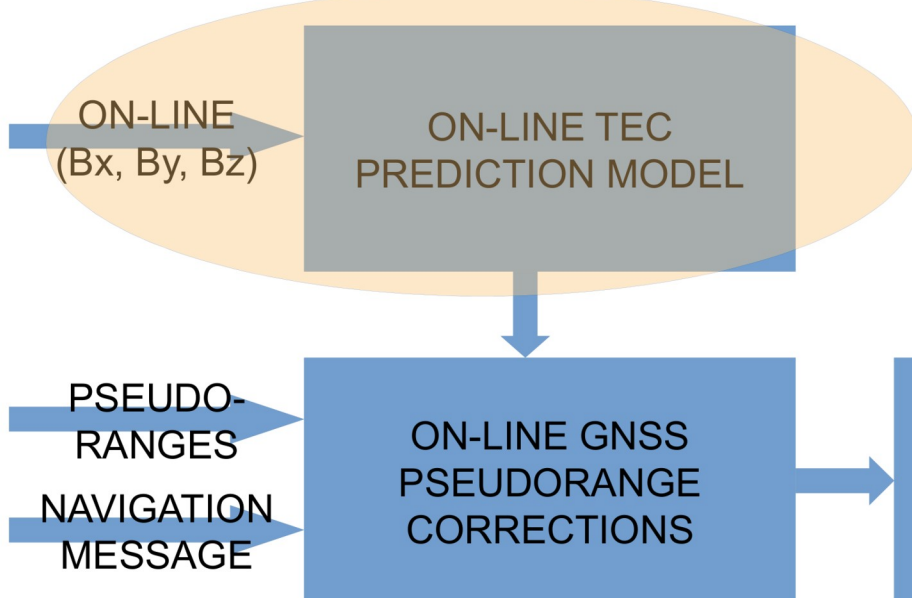 ON-LINE
(Bx, By, Bz)
ON-LINE TEC
PREDICTION MODEL
PSEUDO-
RANGES
NAVIGATION
MESSAGE
ON-LINE GNSS
PSEUDORANGE
CORRECTIONS